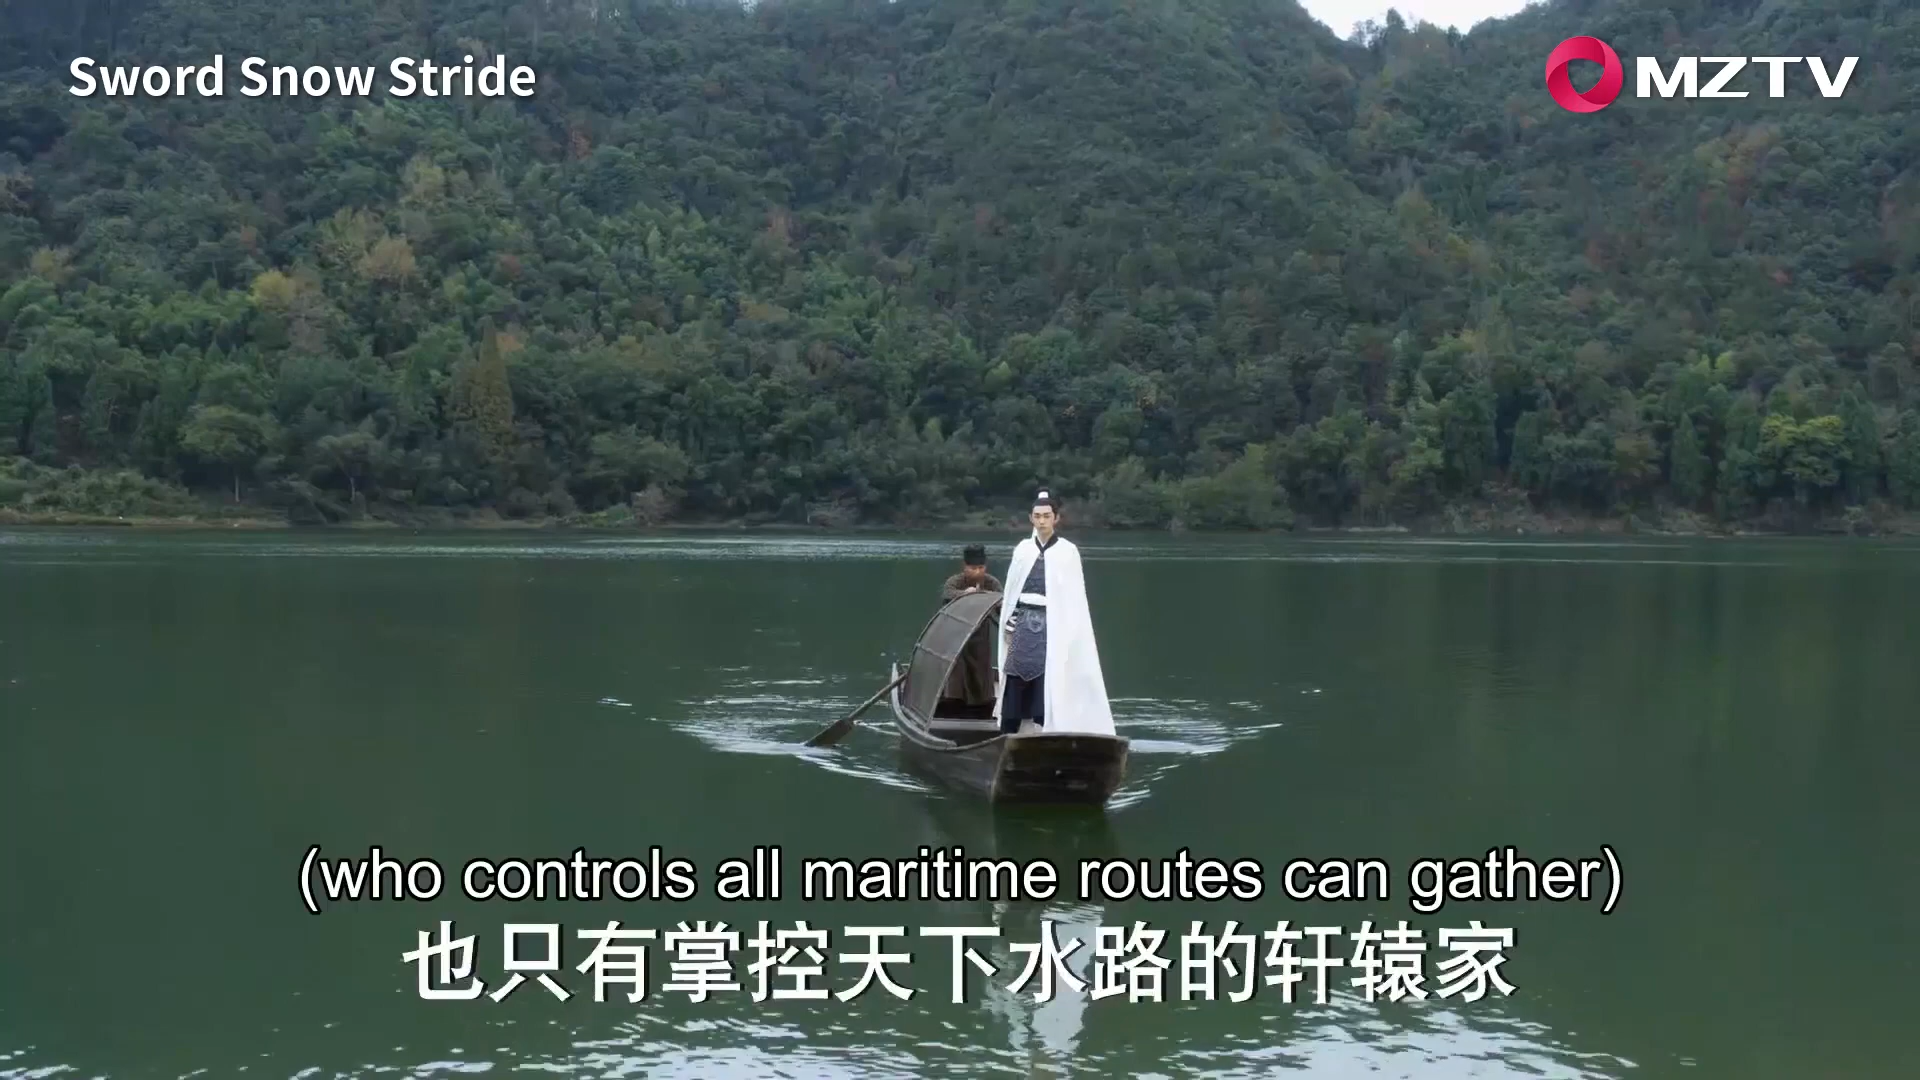 Sword Snow Stride
MZTV
(who controls all maritime routes can gather)
也只有掌控天下水路的轩辕家